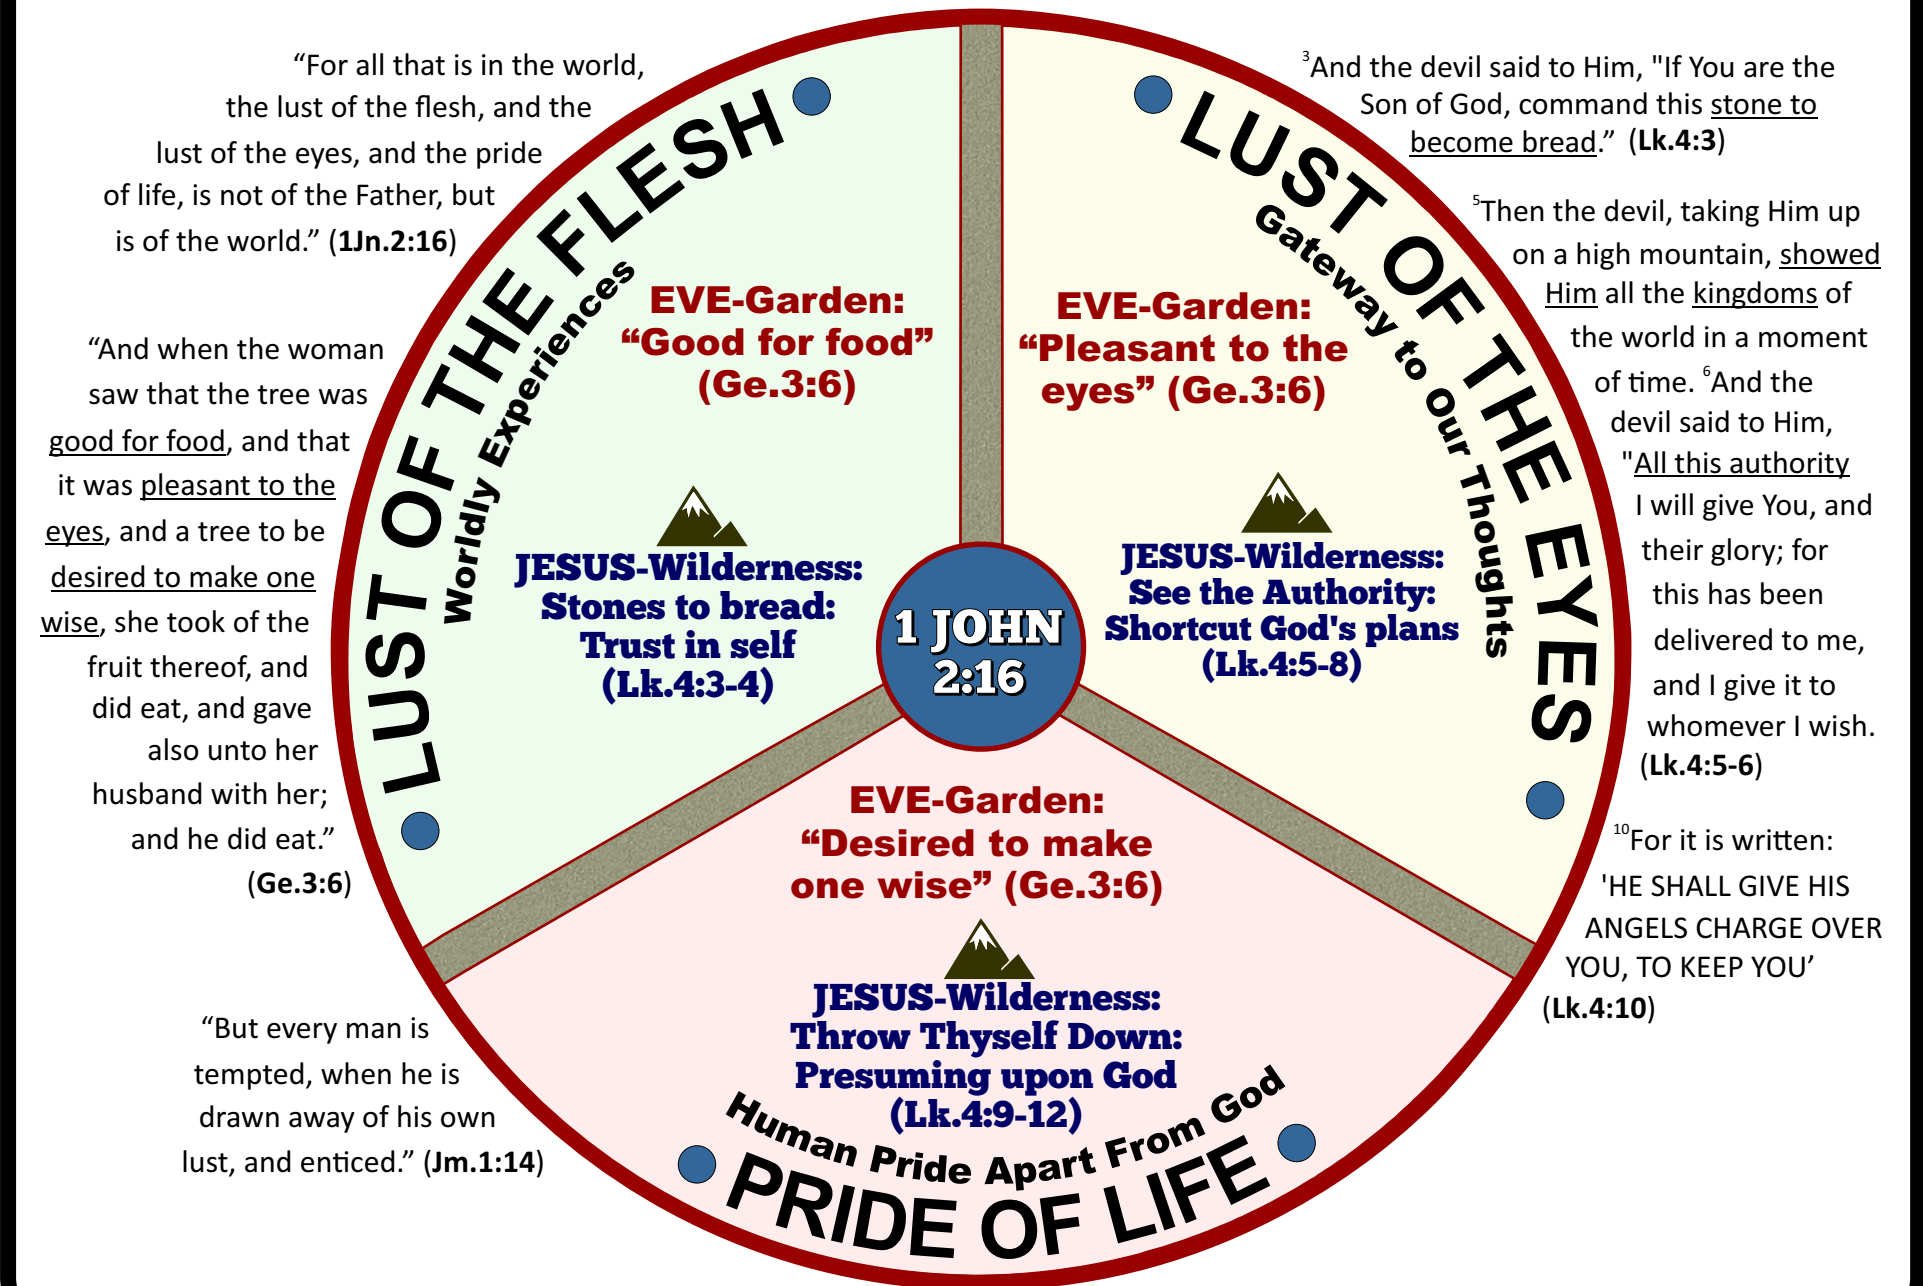 “For all that is in the world,
the lust of the flesh, and the
lust of the eyes, and the pride
of life, is not of the Father, but
is of the world.” (1Jn.2:16)
“And when the woman
saw that the tree was
good for food, and that
it was pleasant to the
eyes, and a tree to be
desired to make one
wise, she took of the
fruit thereof, and
did eat, and gave
also unto her
husband with her;
and he did eat.”
(Ge.3:6)
“But every man is
tempted, when he is
drawn away of his own
lust, and enticed.” (Jm.1:14)
LUST OF THE FLESH
Worldly Experiences
EVE-Garden:
“Good for food”
(Ge.3:6)
JESUS-Wilderness:
Stones to bread:
Trust in self
(Lk.4:3-4)
LUST OF THE EYES
Gateway to Our Thoughts
EVE-Garden:
“Pleasant to the
eyes” (Ge.3:6)
JESUS-Wilderness:
See the Authority:
Shortcut God's plans
(Lk.4:5-8)
1 JOHN
2:16
EVE-Garden:
“Desired to make
one wise” (Ge.3:6)
JESUS-Wilderness:
Throw Thyself Down:
Presuming upon God
(Lk.4:9-12)
Human Pride Apart From God
PRIDE OF LIFE
3And the devil said to Him, "If You are the
Son of God, command this stone to
become bread.” (Lk.4:3)
5Then the devil, taking Him up
on a high mountain, showed
Him all the kingdoms of
the world in a moment
of time. 6And the
devil said to Him,
"All this authority
I will give You, and
their glory; for
this has been
delivered to me,
and I give it to
whomever I wish.
(Lk.4:5-6)
10For it is written:
'HE SHALL GIVE HIS
ANGELS CHARGE OVER
YOU, TO KEEP YOU’
(Lk.4:10)